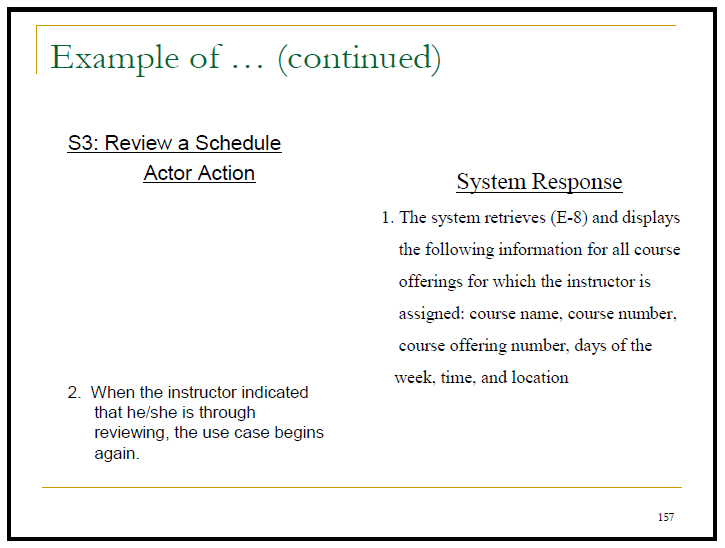 Example of … (continued)
S3: Review a Schedule
Actor Action
System Response
1. The system retrieves (E-8) and displays
the following information for all course
offerings for which the instructor is
assigned: course name, course number,
course offering number, days of the
week, time, and location
2. When the instructor indicated
that he/she is through
reviewing, the use case begins
again.
157